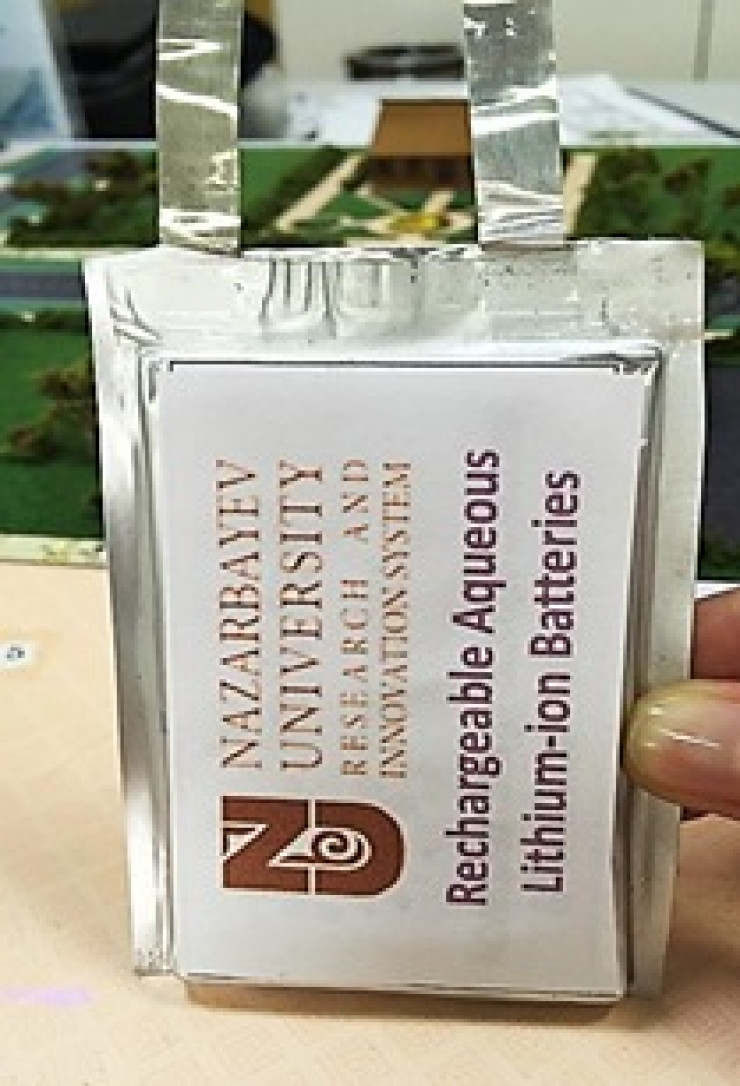 NAZARBAYEV
UNIVERSITY
RESEARCH AND
INNOVATION SYSTEM
Rechargeable Aqueous
Lithium-ion Batteries